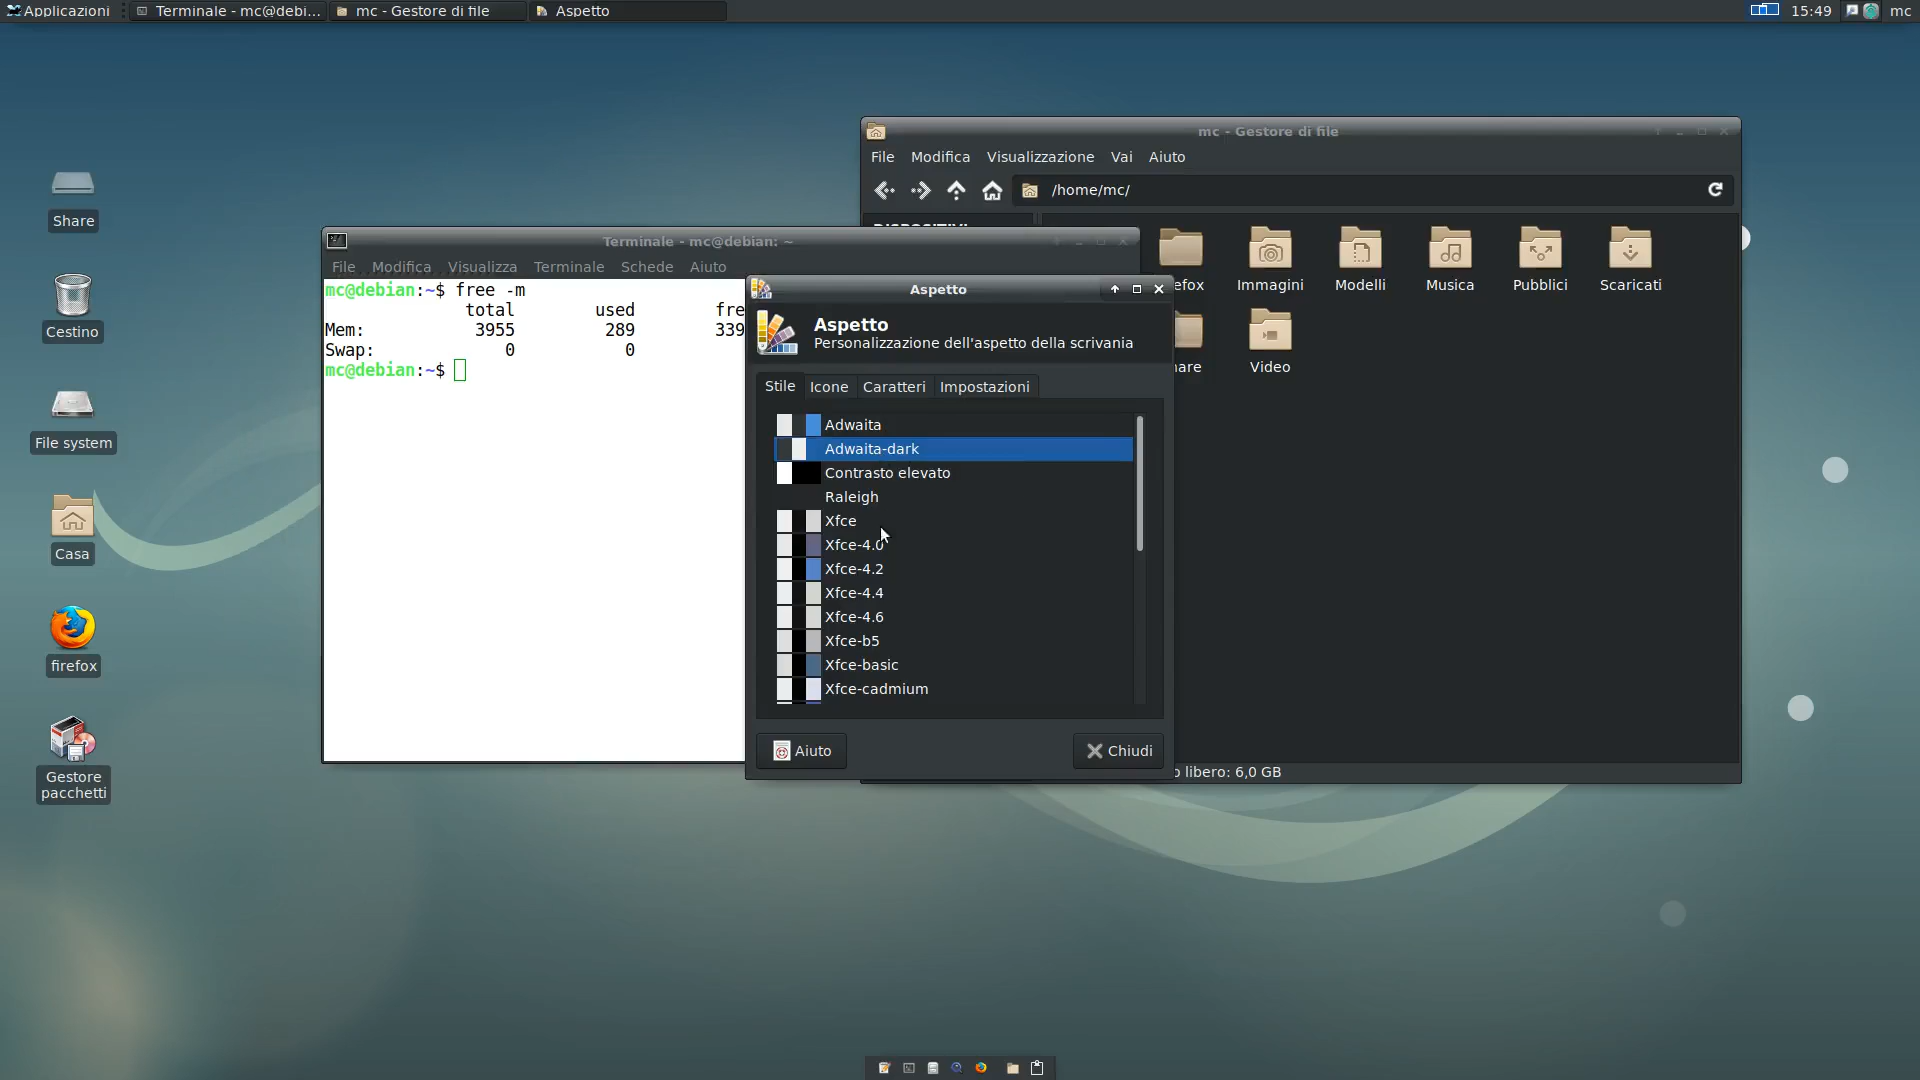 Applicazioni
Terminale - mc@debi...
mc - Gestore di file
Aspetto
15:49
mc
Share
Cestino
File system
Casa
firefox
Gestore
pacchetti
mc - Gestore di file
File Modifica Visualizzazione Vai Aiuto
/home/mc/
efox
Immagini
Modelli
Musica
Pubblici
Scaricati
are
Video
o libero: 6,0 GB
Terminale - mc@debian: ~
File Modifica Visualizza Terminale Schede Aiuto
mc@debian:~$ free -m
total used fre
Mem: 3955 289 339
Swap: 0 0
mc@debian:~$
Aspetto
Aspetto
Personalizzazione dell'aspetto della scrivania
Stile Icone Caratteri Impostazioni
Adwaita
Adwaita-dark
Contrasto elevato
Raleigh
Xfce
Xfce-4.0
Xfce-4.2
Xfce-4.4
Xfce-4.6
Xfce-b5
Xfce-basic
Xfce-cadmium
Aiuto
Chiudi